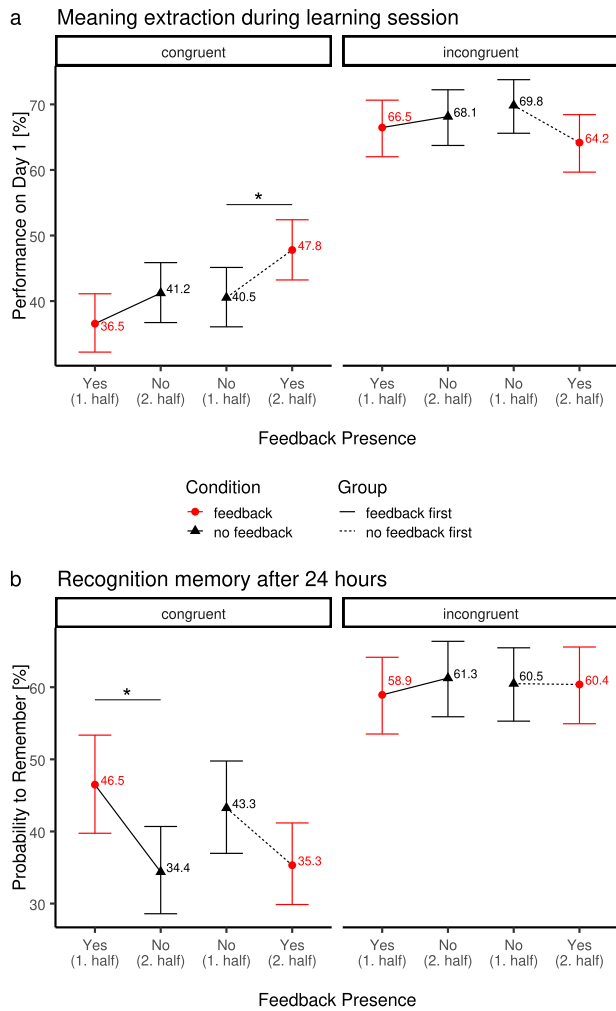 a Meaning extraction during learning session
congruent incongruent
Performance on Day 1 [%]
70
60
50
40
36.5
41.2
40.5
*
47.8
66.5
68.1
69.8
64.2
Yes No No Yes Yes No No Yes
(1. half) (2. half) (1. half) (2. half) (1. half) (2. half) (1. half) (2. half)
Feedback Presence
Condition Group
feedback feedback first
no feedback no feedback first
b Recognition memory after 24 hours
congruent incongruent
Probability to Remember [%]
60
50
40
30
46.5
*
34.4
43.3
35.3
58.9
61.3
60.5
60.4
Yes No No Yes Yes No No Yes
(1. half) (2. half) (1. half) (2. half) (1. half) (2. half) (1. half) (2. half)
Feedback Presence